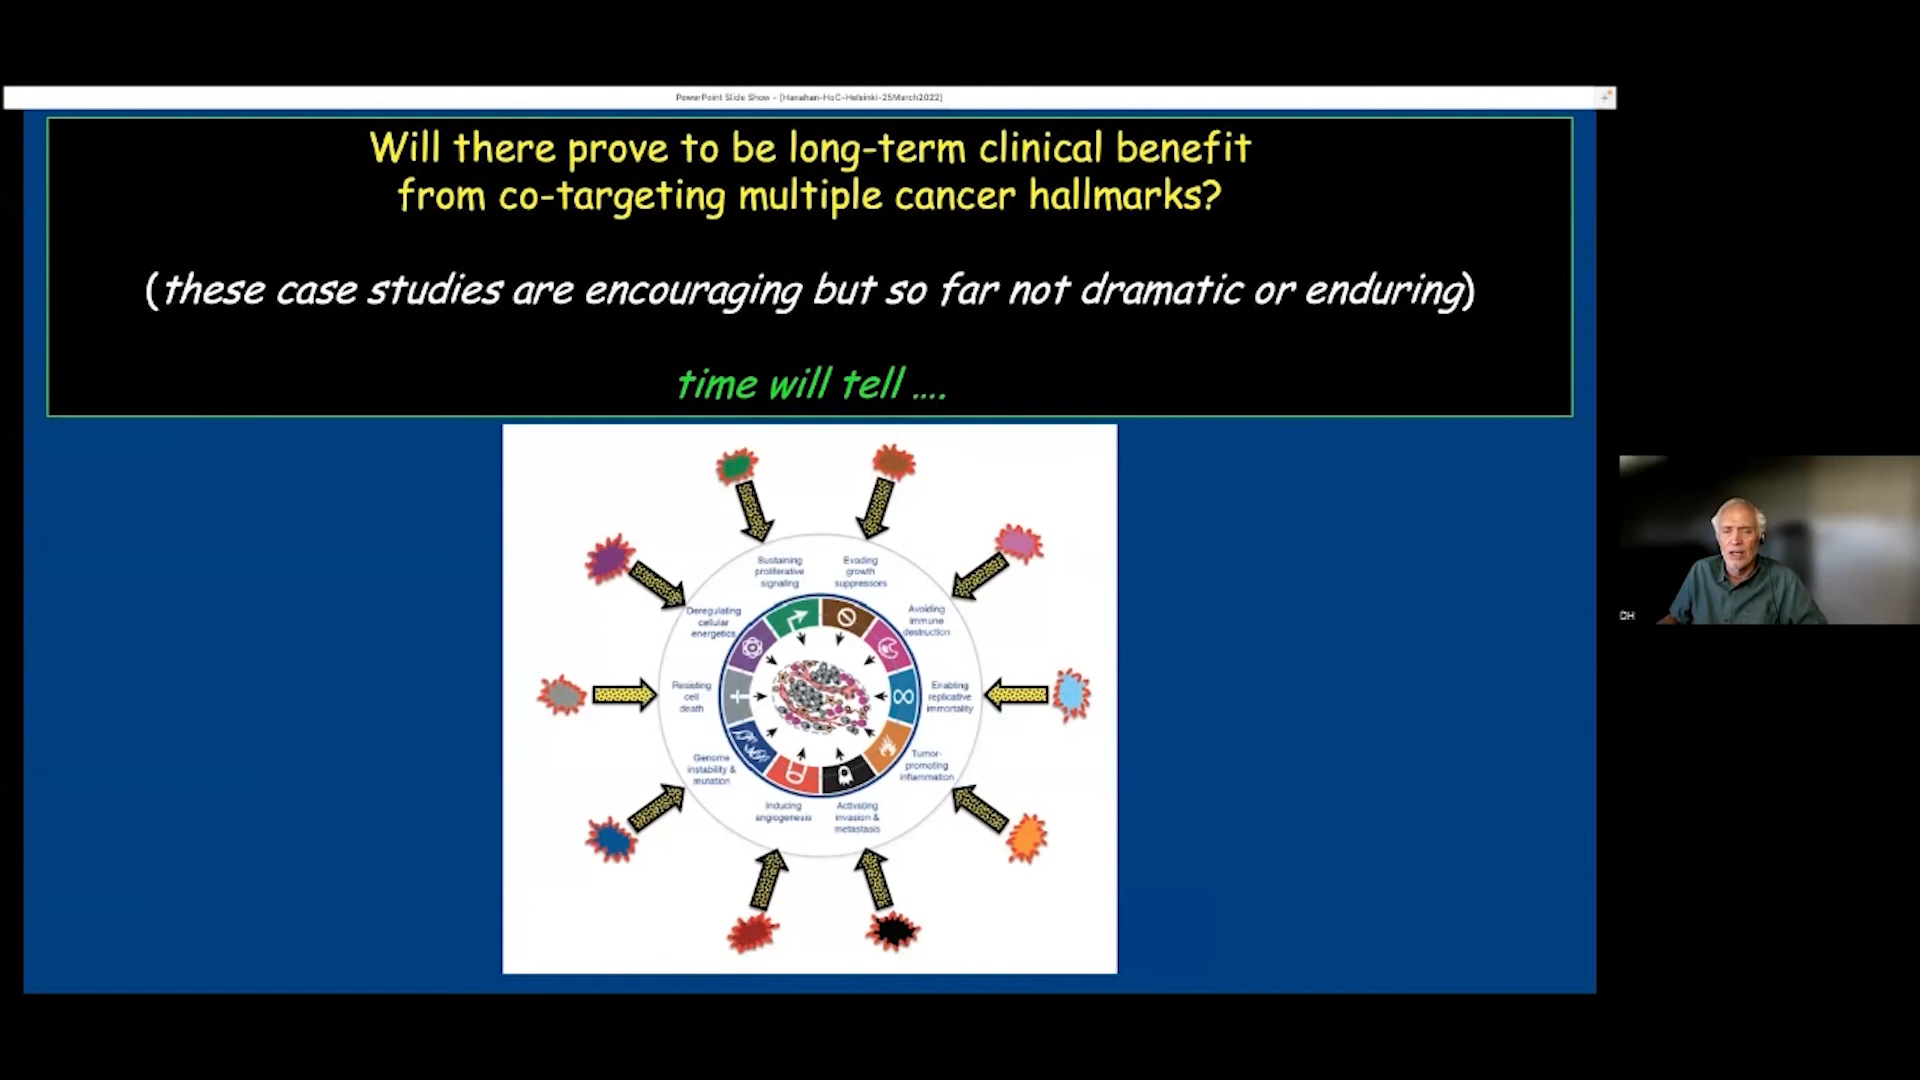 PowerPoint Slide Show - [Hanahan-HoC-Helsinki-25March2022]
Will there prove to be long-term clinical benefit
from co-targeting multiple cancer hallmarks?
(these case studies are encouraging but so far not dramatic or enduring)
time will tell ....
Sustaining
proliferative
signaling
Evading
growth
suppressors
Avoiding
immune
destruction
Enabling
replicative
immortality
Tumor-
promoting
inflammation
Activating
invasion &
metastasis
Inducing
angiogenesis
Genome
instability &
mutation
Resisting
cell
death
Deregulating
cellular
energetics
DH